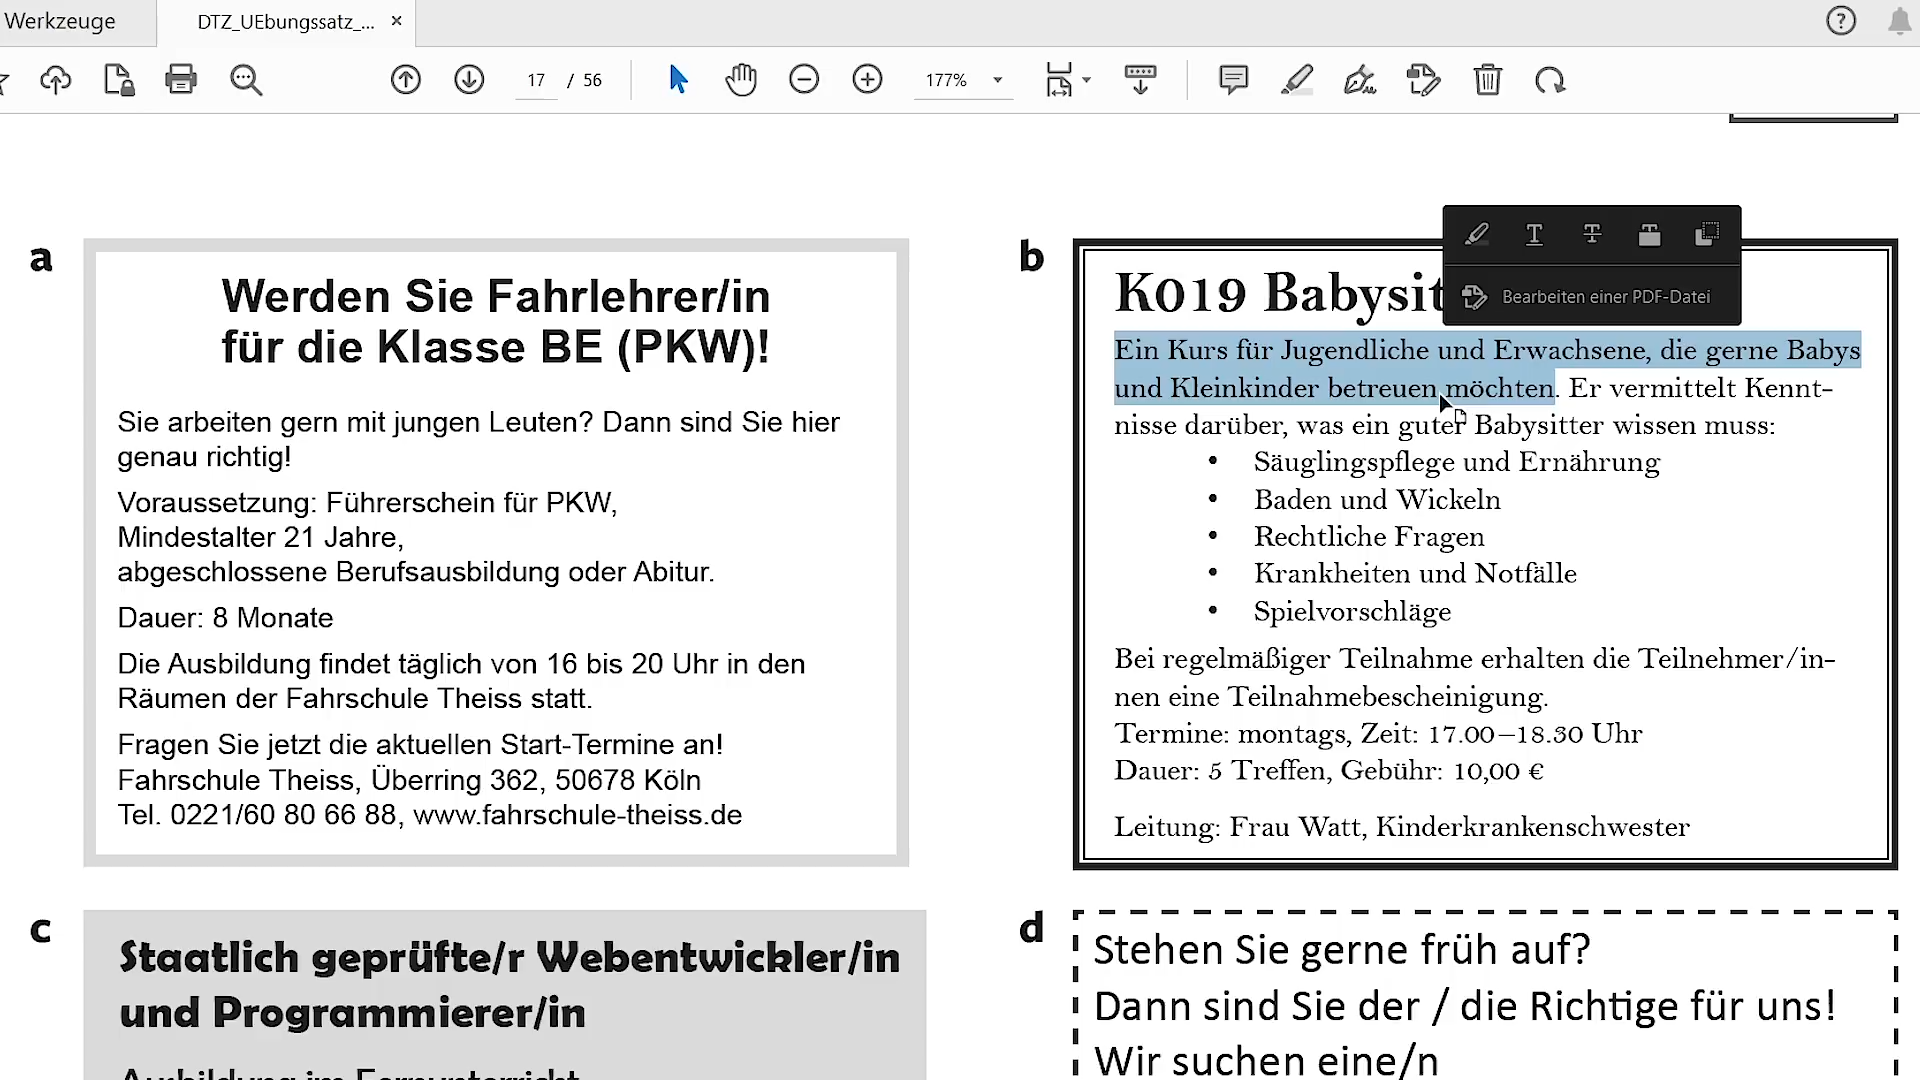 Werkzeuge
DTZ_UEbungssatz_... ×
17 / 56
177%
a
Werden Sie Fahrlehrer/in
für die Klasse BE (PKW)!
Sie arbeiten gern mit jungen Leuten? Dann sind Sie hier
genau richtig!
Voraussetzung: Führerschein für PKW,
Mindestalter 21 Jahre,
abgeschlossene Berufsausbildung oder Abitur.
Dauer: 8 Monate
Die Ausbildung findet täglich von 16 bis 20 Uhr in den
Räumen der Fahrschule Theiss statt.
Fragen Sie jetzt die aktuellen Start-Termine an!
Fahrschule Theiss, Überring 362, 50678 Köln
Tel. 0221/60 80 66 88, www.fahrschule-theiss.de
b
Bearbeiten einer PDF-Datei
K019 Babysit
Ein Kurs für Jugendliche und Erwachsene, die gerne Babys
und Kleinkinder betreuen möchten. Er vermittelt Kennt-
nisse darüber, was ein guter Babysitter wissen muss:
• Säuglingspflege und Ernährung
• Baden und Wickeln
• Rechtliche Fragen
• Krankheiten und Notfälle
• Spielvorschläge
Bei regelmäßiger Teilnahme erhalten die Teilnehmer/in-
nen eine Teilnahmebescheinigung.
Termine: montags, Zeit: 17.00–18.30 Uhr
Dauer: 5 Treffen, Gebühr: 10,00 €
Leitung: Frau Watt, Kinderkrankenschwester
c
Staatlich geprüfte/r Webentwickler/in
und Programmierer/in
Ausbildung im Fernunterricht
d
Stehen Sie gerne früh auf?
Dann sind Sie der / die Richtige für uns!
Wir suchen eine/n